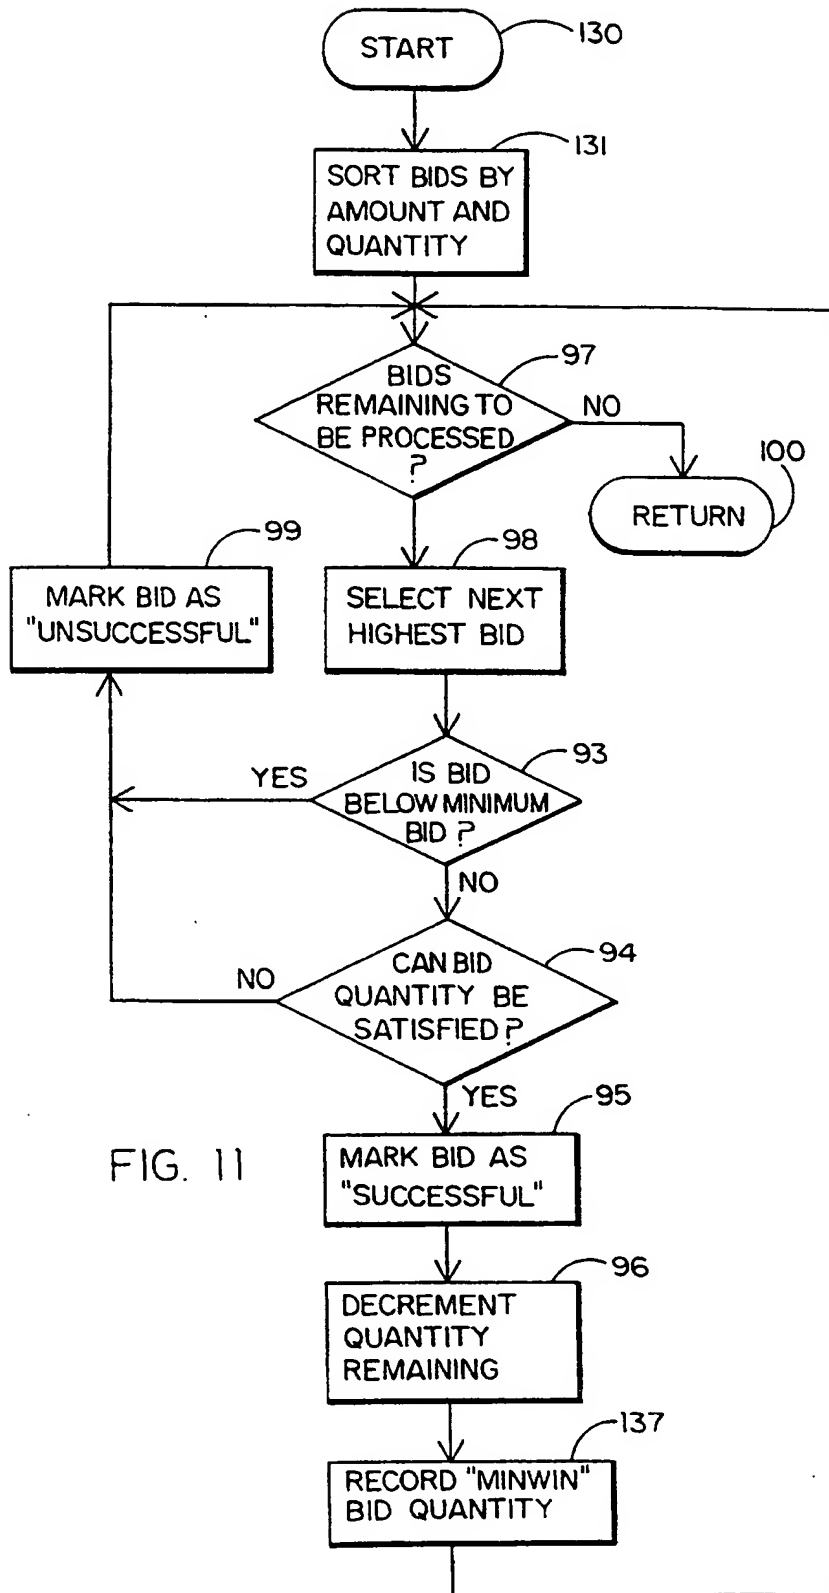 START
130
131
SORT BIDS BY
AMOUNT AND
QUANTITY
97
BIDS
REMAINING TO
BE PROCESSED
?
NO
100
RETURN
99
MARK BID AS
"UNSUCCESSFUL"
98
SELECT NEXT
HIGHEST BID
93
YES
IS BID
BELOW MINIMUM
BID ?
NO
94
NO
CAN BID
QUANTITY BE
SATISFIED ?
YES
95
FIG. 11
MARK BID AS
"SUCCESSFUL"
96
DECREMENT
QUANTITY
REMAINING
137
RECORD "MINWIN"
BID QUANTITY